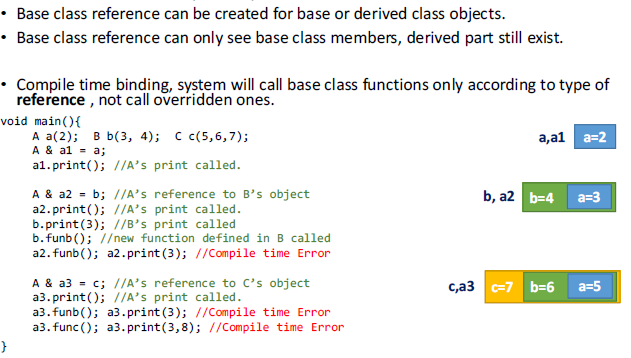 • Base class reference can be created for base or derived class objects.
• Base class reference can only see base class members, derived part still exist.
• Compile time binding, system will call base class functions only according to type of
reference , not call overridden ones.
void main(){
A a(2);  B b(3, 4);  C c(5,6,7);
A & a1 = a;
a1.print(); //A's print called.
a,a1
a=2
A & a2 = b; //A's reference to B's object
a2.print(); //A's print called.
b.print(3); //B's print called
b.funb(); //new function defined in B called
a2.funb(); a2.print(3); //Compile time Error
b, a2
b=4
a=3
A & a3 = c; //A's reference to C's object
a3.print(); //A's print called.
a3.funb(); a3.print(3); //Compile time Error
a3.func(); a3.print(3,8); //Compile time Error
c,a3
c=7
b=6
a=5
}